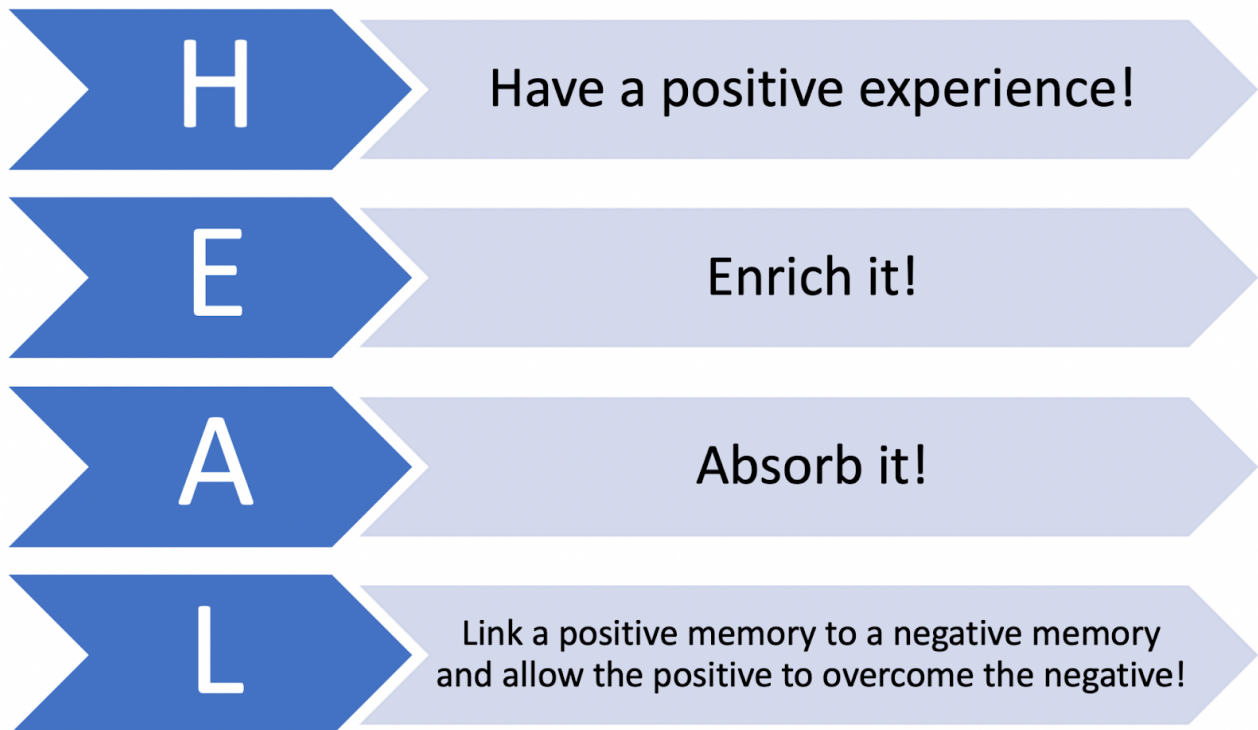 H
Have a positive experience!
E
Enrich it!
A
Absorb it!
L
Link a positive memory to a negative memory
and allow the positive to overcome the negative!